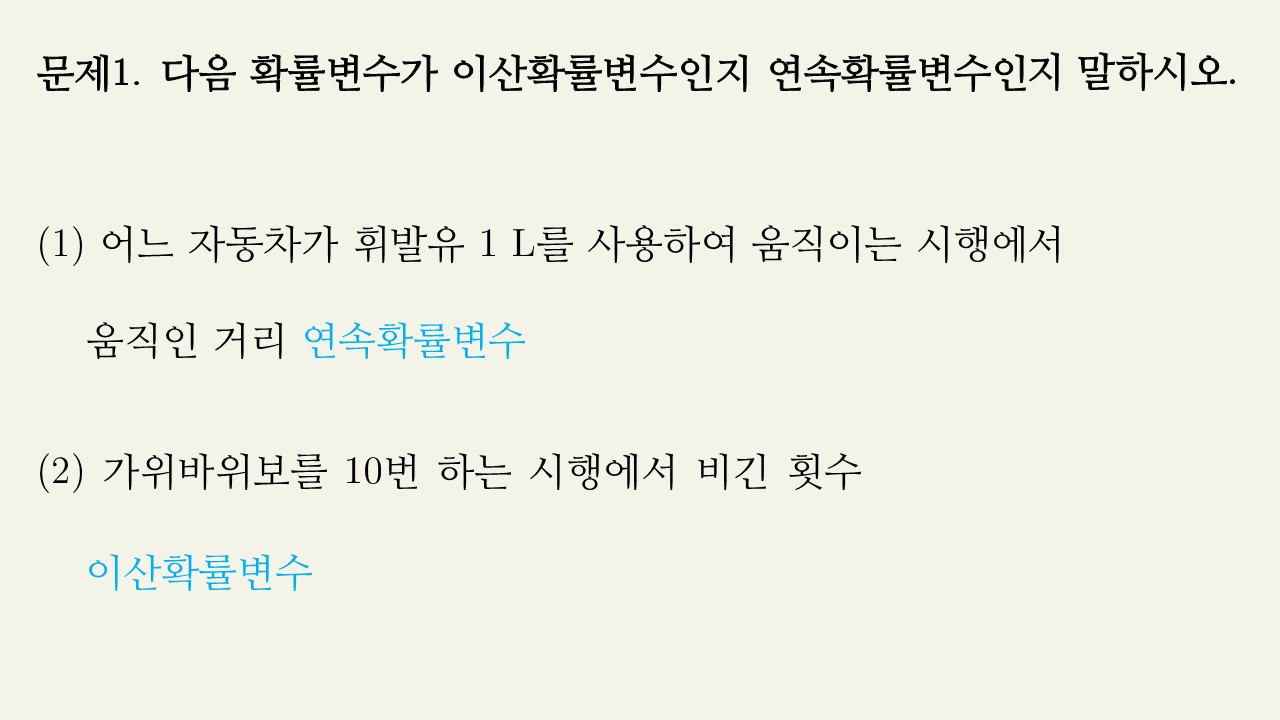 문제1. 다음 확률변수가 이산확률변수인지 연속확률변수인지 말하시오.
(1) 어느 자동차가 휘발유 1 L를 사용하여 움직이는 시행에서
움직인 거리 연속확률변수
(2) 가위바위보를 10번 하는 시행에서 비긴 횟수
이산확률변수